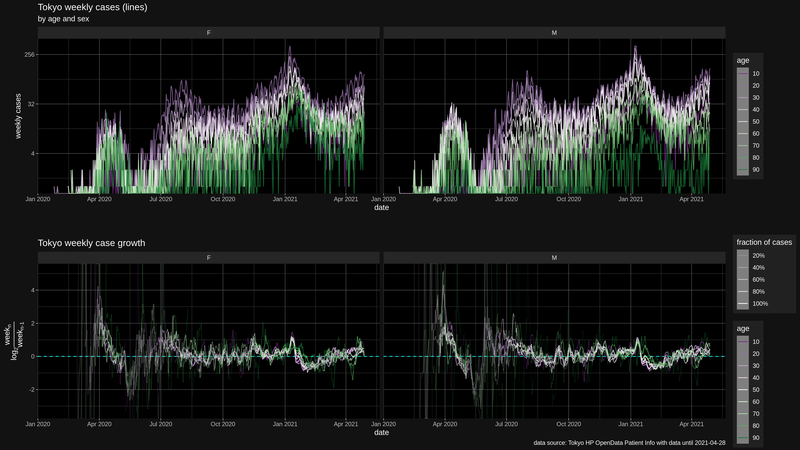 Tokyo weekly cases (lines)
by age and sex
F
M
256
32
4
weekly cases
Jan 2020
Apr 2020
Jul 2020
Oct 2020
Jan 2021
Apr 2021
Jan 2020
Apr 2020
Jul 2020
Oct 2020
Jan 2021
Apr 2021
date
age
10
20
30
40
50
60
70
80
90
Tokyo weekly case growth
F
M
4
2
0
-2
log₂ weekₙ / weekₙ₋₁
Jan 2020
Apr 2020
Jul 2020
Oct 2020
Jan 2021
Apr 2021
Jan 2020
Apr 2020
Jul 2020
Oct 2020
Jan 2021
Apr 2021
date
fraction of cases
20%
40%
60%
80%
100%
age
10
20
30
40
50
60
70
80
90
data source: Tokyo HP OpenData Patient Info with data until 2021-04-28